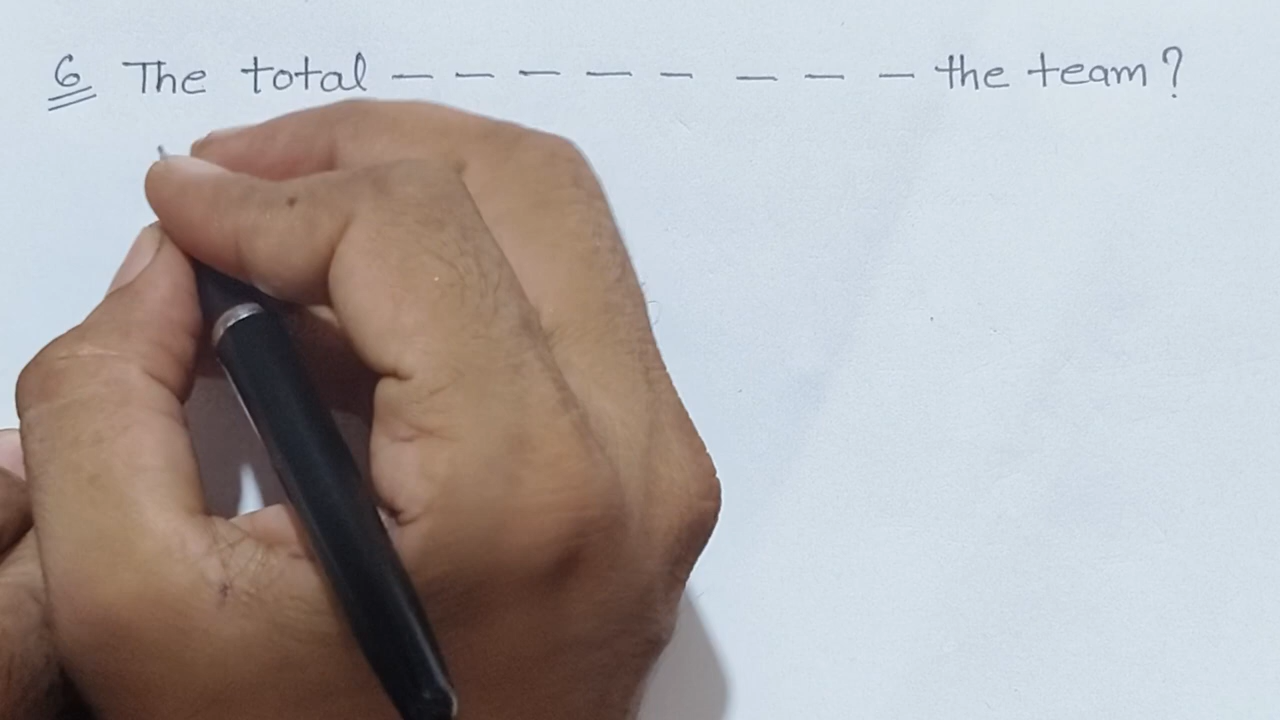 6 The total – – – – – – – – the team?